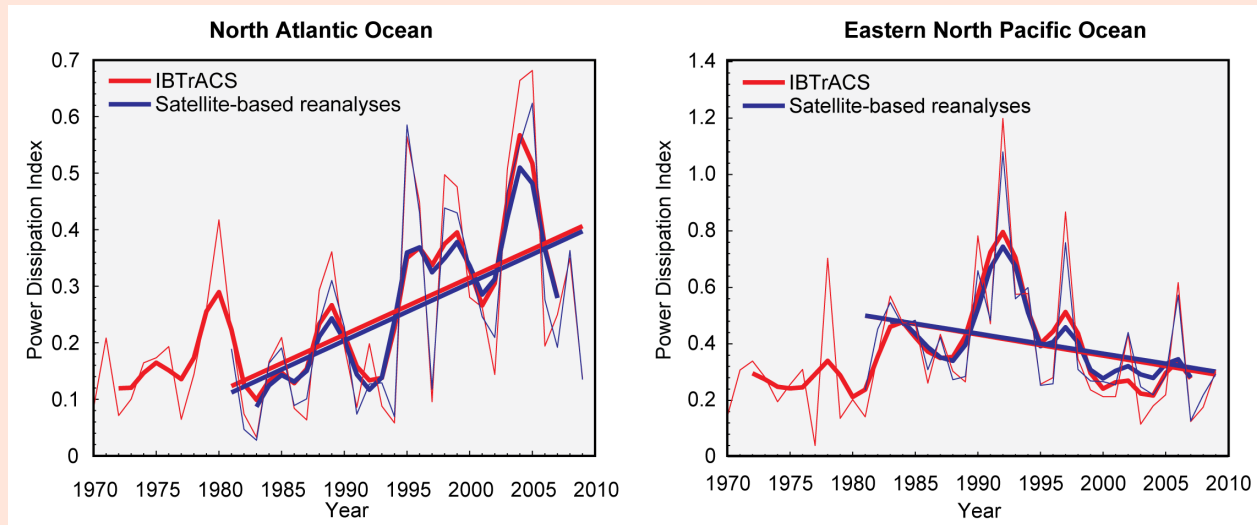 North Atlantic Ocean
0.7
0.6
0.5
0.4
0.3
0.2
0.1
0
Power Dissipation Index
IBTrACS
Satellite-based reanalyses
1970 1975 1980 1985 1990 1995 2000 2005 2010
Year
Eastern North Pacific Ocean
1.4
1.2
1.0
0.8
0.6
0.4
0.2
0
Power Dissipation Index
IBTrACS
Satellite-based reanalyses
1970 1975 1980 1985 1990 1995 2000 2005 2010
Year